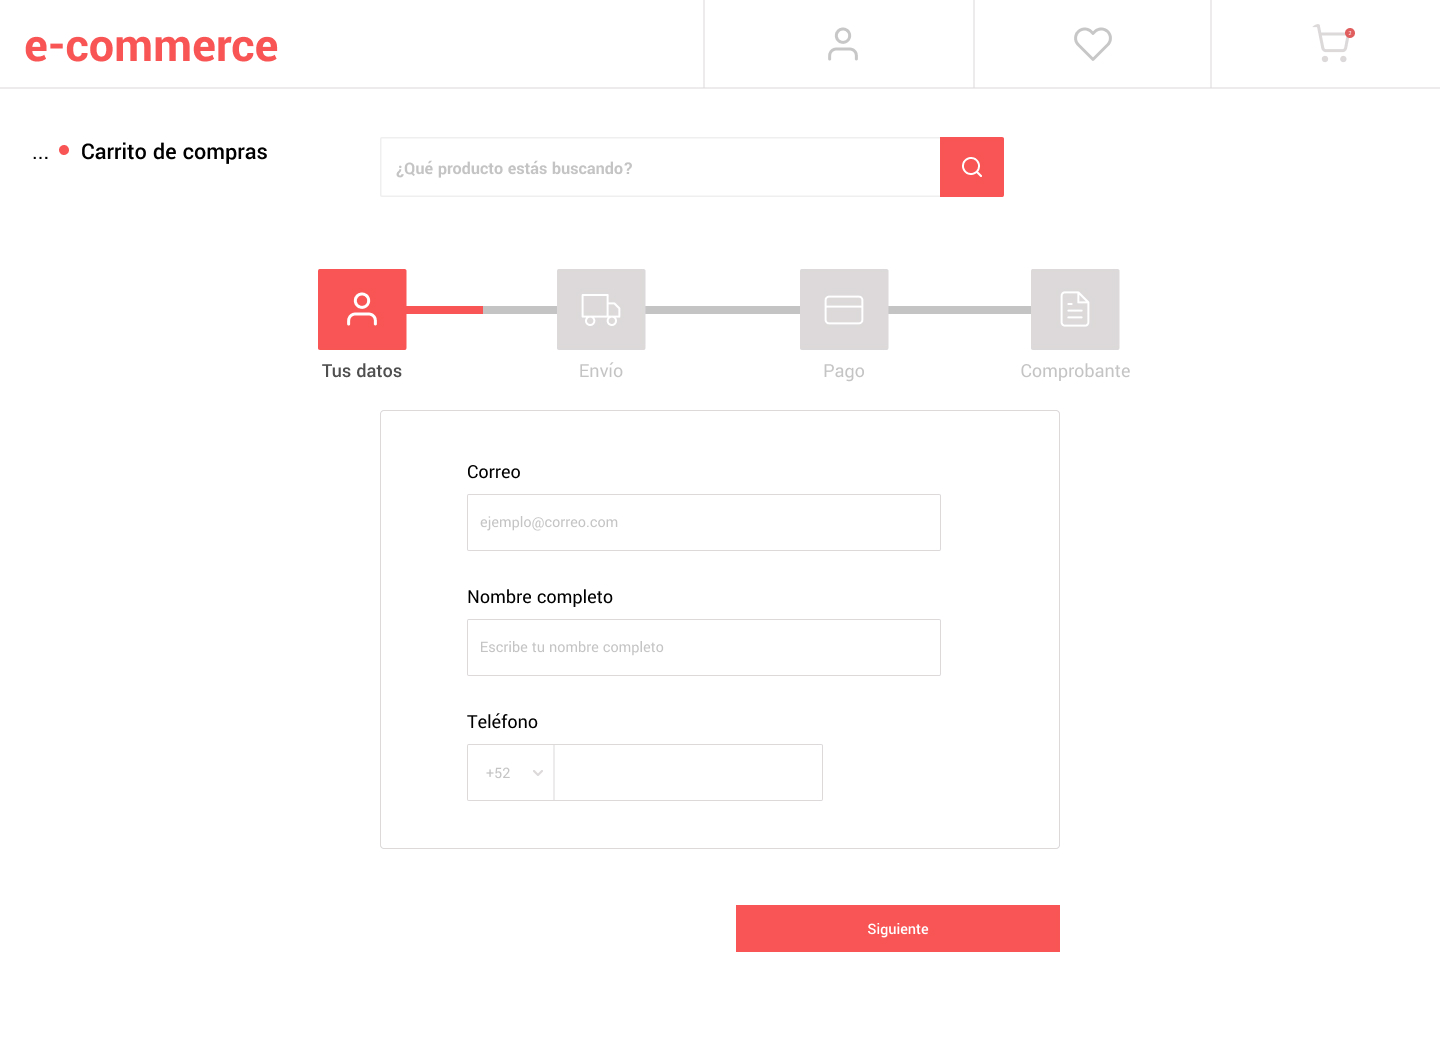 e-commerce
... Carrito de compras
¿Qué producto estás buscando?
Tus datos
Envío
Pago
Comprobante
Correo
ejemplo@correo.com
Nombre completo
Escribe tu nombre completo
Teléfono
+52
Siguiente